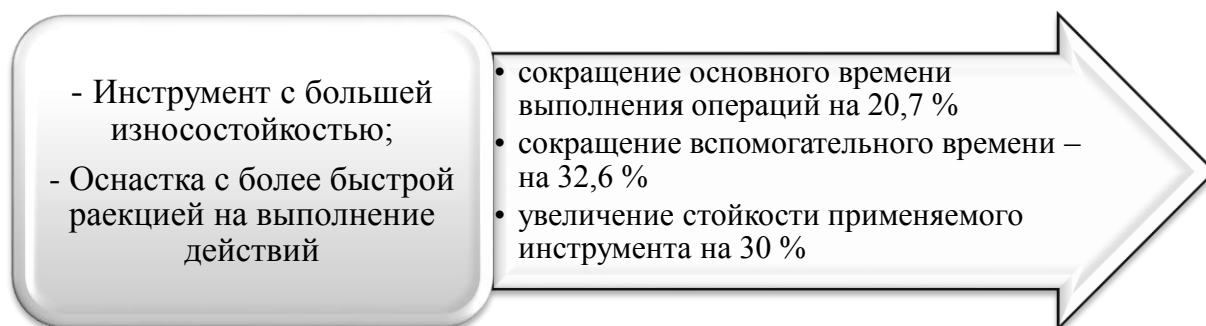 - Инструмент с большей
износостойкостью;
- Оснастка с более быстрой
раекцией на выполнение
действий
• сокращение основного времени
выполнения операций на 20,7 %
• сокращение вспомогательного времени –
на 32,6 %
• увеличение стойкости применяемого
инструмента на 30 %